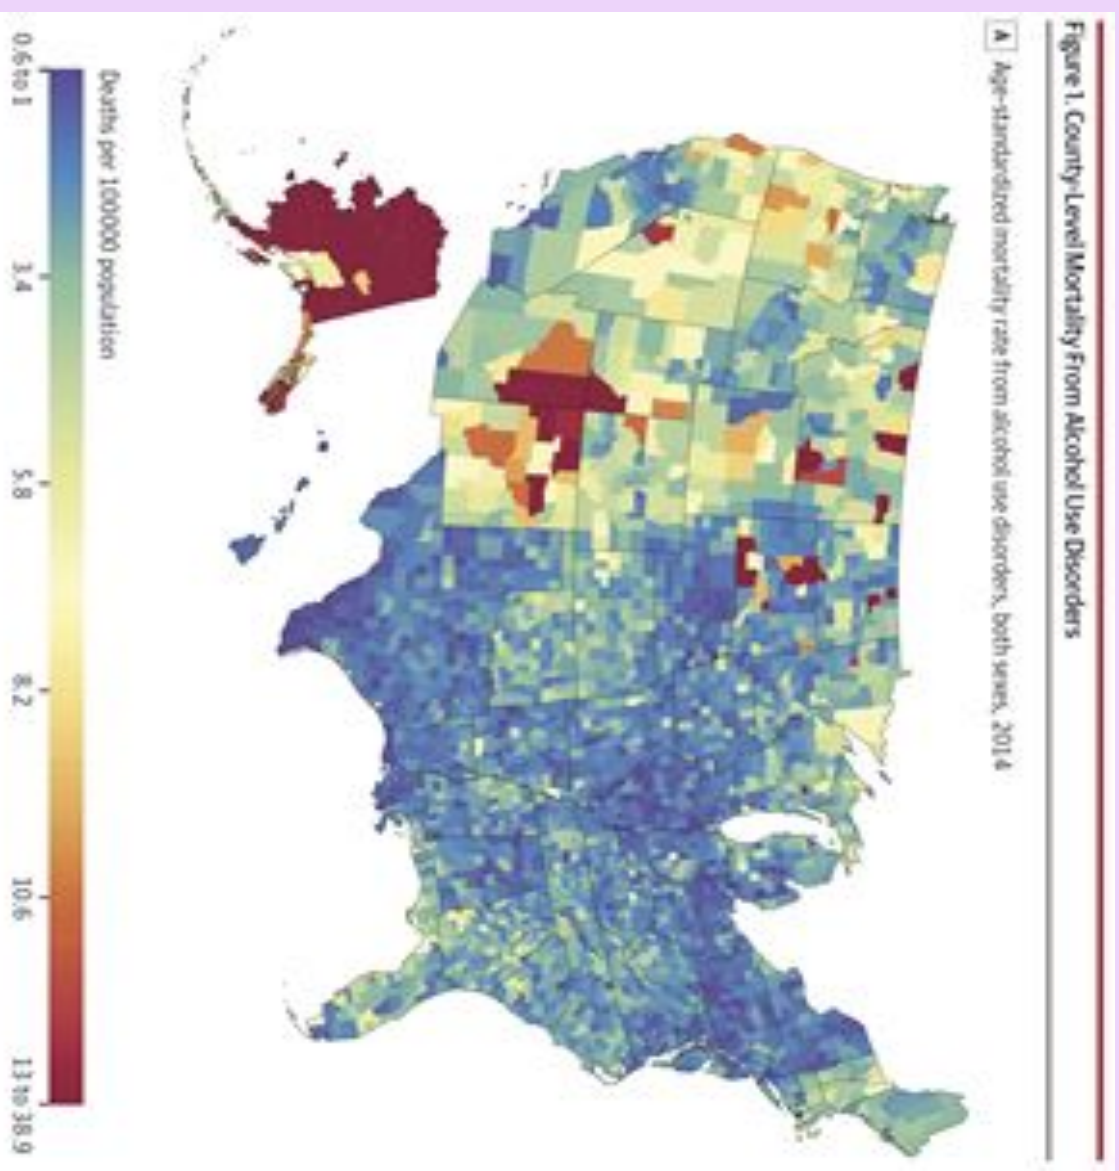 Figure 1. County-Level Mortality From Alcohol Use Disorders
A Age-standardized mortality rate from alcohol use disorders, both sexes, 2014
Deaths per 100000 population
0.6 to 1 3.4 5.8 8.2 10.6 13 to 38.9